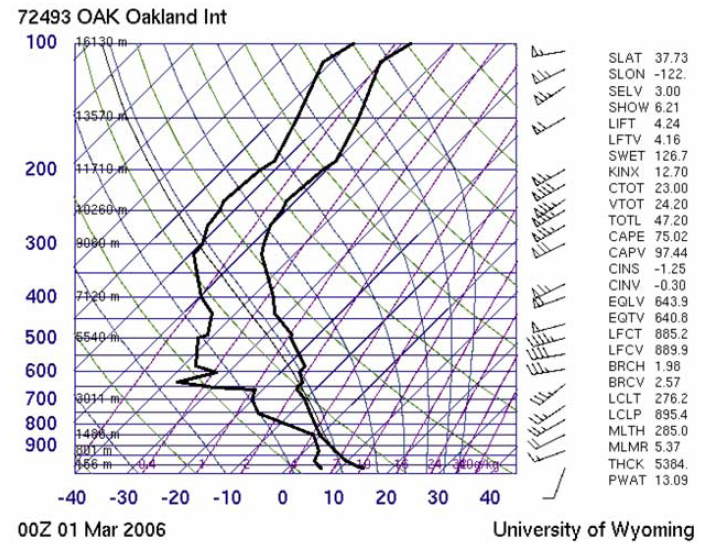 72493 OAK Oakland Int
100 16130 m
13570 m
200 11710 m
10260 m
300 9060 m
400 7120 m
500 5540 m
600
700 3011 m
800
1486 m
900 801 m
156 m 0.4 1 2 4 7 10 16 24 32 40g/kg
-40 -30 -20 -10 0 10 20 30 40
SLAT 37.73
SLON -122.
SELV 3.00
SHOW 6.21
LIFT 4.24
LFTV 4.16
SWET 126.7
KINX 12.70
CTOT 23.00
VTOT 24.20
TOTL 47.20
CAPE 75.02
CAPV 97.44
CINS -1.25
CINV -0.30
EQLV 643.9
EQTV 640.8
LFCT 885.2
LFCV 889.9
BRCH 1.98
BRCV 2.57
LCLT 276.2
LCLP 895.4
MLTH 285.0
MLMR 5.37
THCK 5384.
PWAT 13.09
00Z 01 Mar 2006 University of Wyoming